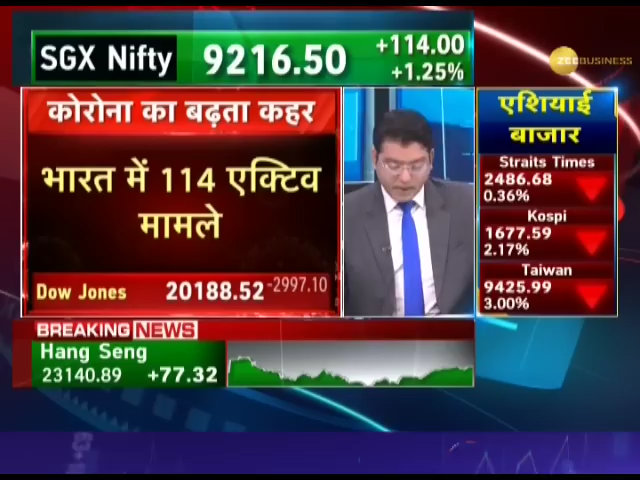 SGX Nifty 9216.50 +114.00
+1.25%
ZEEBUSINESS
कोरोना का बढ़ता कहर
भारत में 114 एक्टिव
मामले
Dow Jones 20188.52 -2997.10
एशियाई
बाजार
Straits Times
2486.68
0.36%
Kospi
1677.59
2.17%
Taiwan
9425.99
3.00%
BREAKING NEWS
Hang Seng
23140.89 +77.32